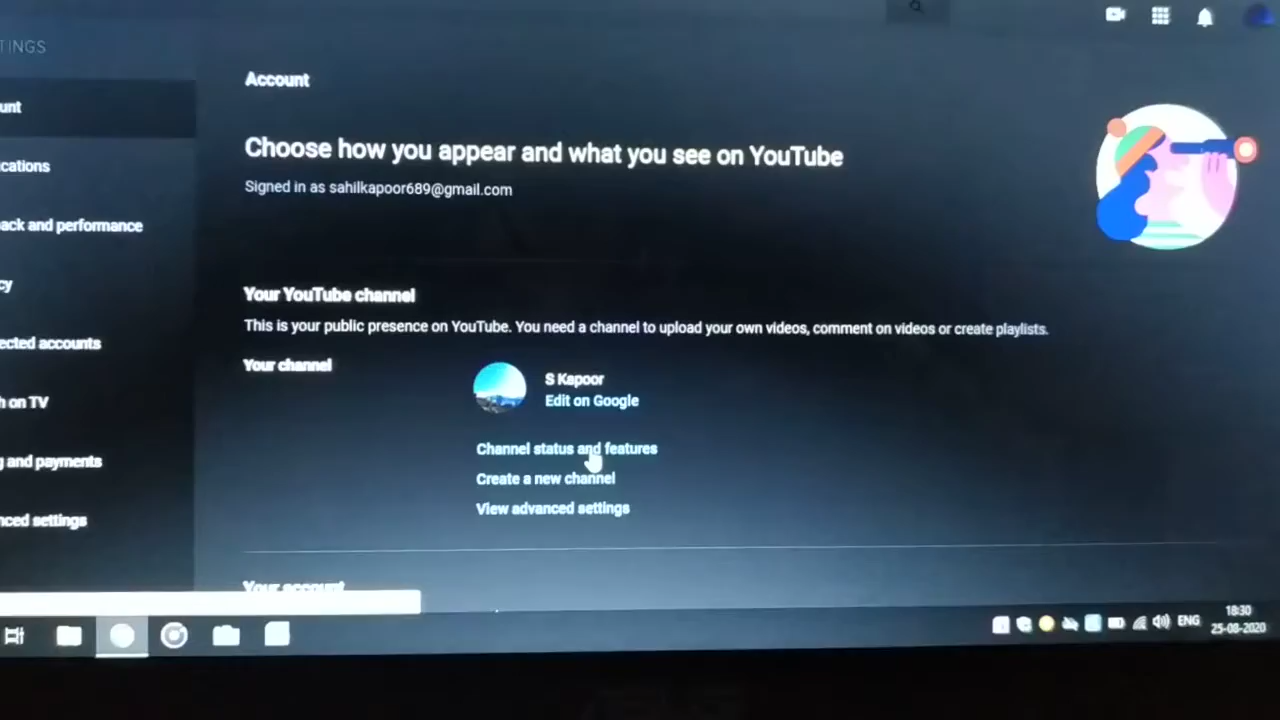 TINGS
Account
unt
Choose how you appear and what you see on YouTube
Signed in as sahilkapoor689@gmail.com
cations
ack and performance
cy
Your YouTube channel
This is your public presence on YouTube. You need a channel to upload your own videos, comment on videos or create playlists.
ected accounts
Your channel
S Kapoor
Edit on Google
h on TV
Channel status and features
g and payments
Create a new channel
View advanced settings
nced settings
Your account
ENG
18:30
25-08-2020